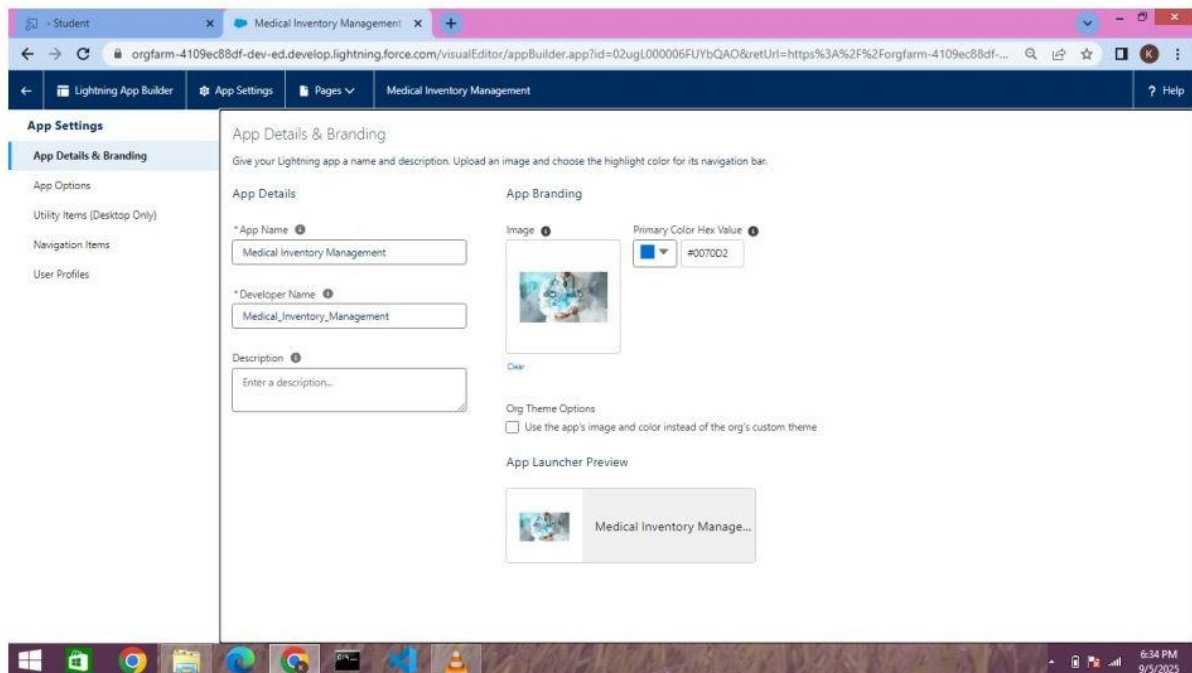 - Student
Medical Inventory Management
orgfarm-4109ec88df-dev-ed.develop.lightning.force.com/visualEditor/appBuilder.app?id=02ugL000006FUYbQAO&retUrl=https%3A%2F%2Forgfarm-4109ec88df-...
K
Lightning App Builder
App Settings
Pages
Medical Inventory Management
? Help
App Settings
App Details & Branding
App Options
Utility Items (Desktop Only)
Navigation Items
User Profiles
App Details & Branding
Give your Lightning app a name and description. Upload an image and choose the highlight color for its navigation bar.
App Details
*App Name
Medical Inventory Management
*Developer Name
Medical_Inventory_Management
Description
Enter a description...
App Branding
Image
Primary Color Hex Value
#0070D2
Clear
Org Theme Options
Use the app's image and color instead of the org's custom theme
App Launcher Preview
Medical Inventory Manage...
6:34 PM
9/5/2025